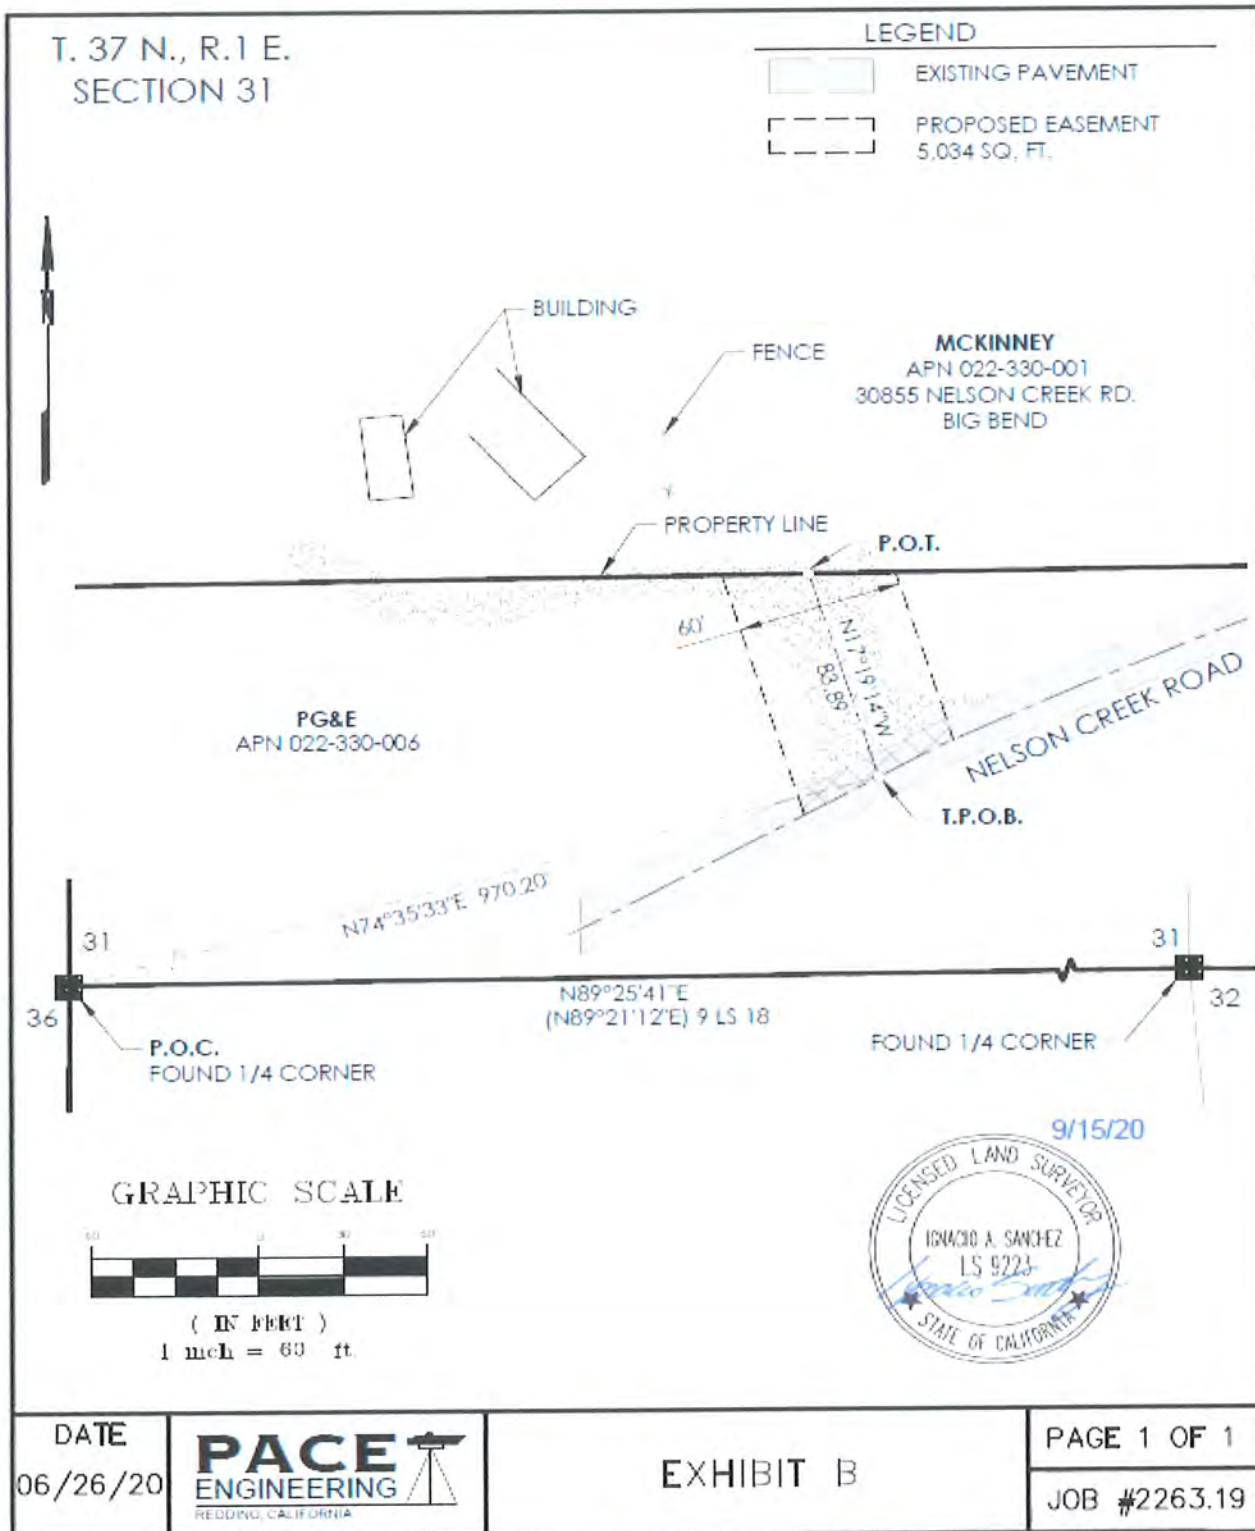 T. 37 N., R.1 E.
SECTION 31
LEGEND
EXISTING PAVEMENT
PROPOSED EASEMENT
5,034 SQ. FT.
N
BUILDING
FENCE
MCKINNEY
APN 022-330-001
30855 NELSON CREEK RD.
BIG BEND
PROPERTY LINE
P.O.T.
60'
N17°19'14"W
83.89'
PG&E
APN 022-330-006
NELSON CREEK ROAD
T.P.O.B.
N74°35'33"E 970.20'
31
36
31
32
N89°25'41"E
(N89°21'12"E) 9 LS 18
P.O.C.
FOUND 1/4 CORNER
FOUND 1/4 CORNER
9/15/20
LICENSED LAND SURVEYOR
IGNACIO A. SANCHEZ
LS 9223
STATE OF CALIFORNIA
GRAPHIC SCALE
60 0 30 60
( IN FEET )
1 inch = 60 ft.
DATE
06/26/20
PACE
ENGINEERING
REDDING, CALIFORNIA
EXHIBIT B
PAGE 1 OF 1
JOB #2263.19